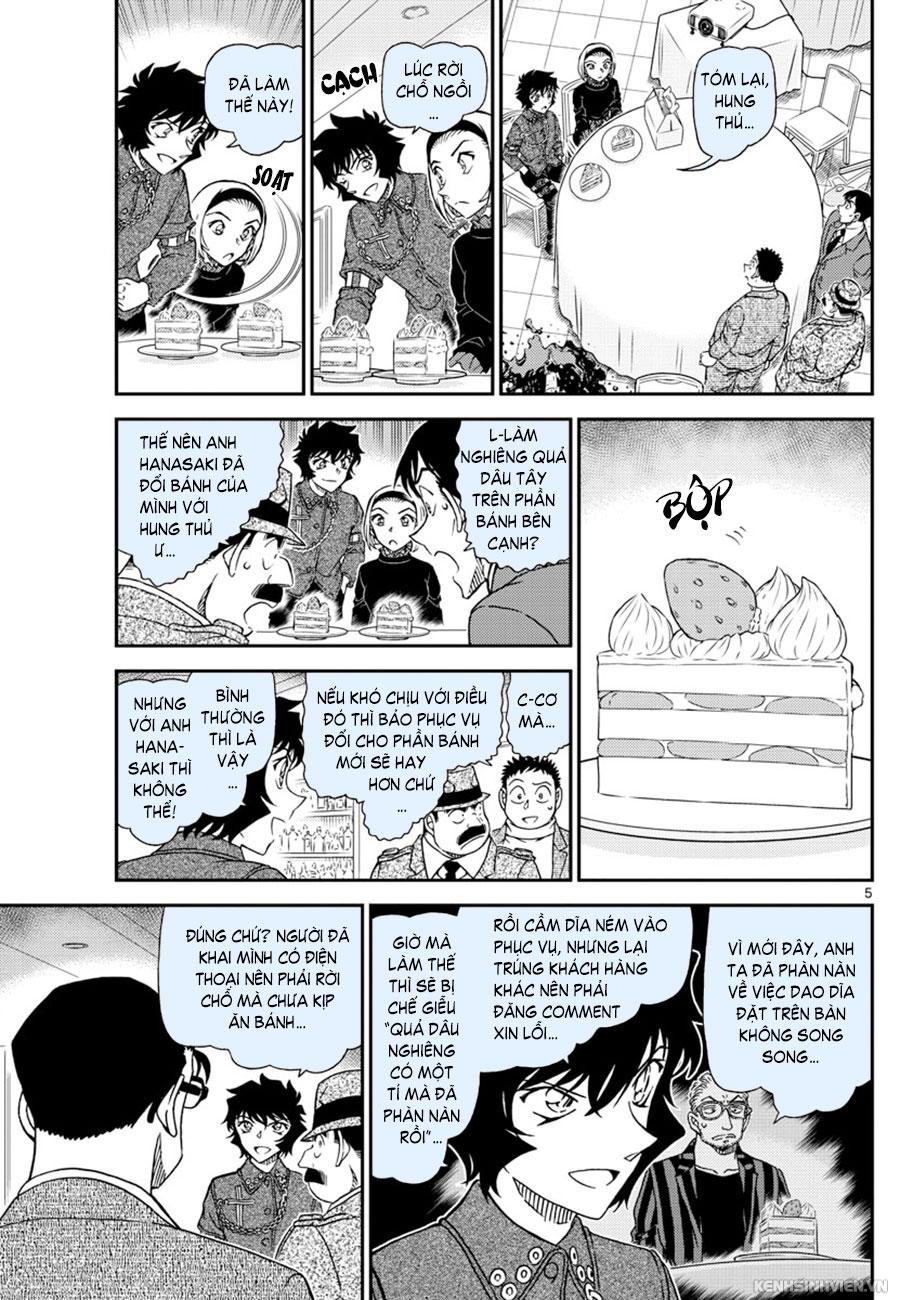 TÓM LẠI,
HUNG
THỦ...
LÚC RỜI
CHỖ NGỒI
...
CẠCH
ĐÃ LÀM
THẾ NÀY!
SOẠT
BỘP
L-LÀM
NGHIÊNG QUẢ
DÂU TÂY
TRÊN PHẦN
BÁNH BÊN
CẠNH?
THẾ NÊN ANH
HANASAKI ĐÃ
ĐỔI BÁNH CỦA
MÌNH VỚI
HUNG THỦ
Ư...
C-CƠ
MÀ...
NẾU KHÓ CHỊU VỚI ĐIỀU
ĐÓ THÌ BẢO PHỤC VỤ
ĐỔI CHO PHẦN BÁNH
MỚI SẼ HAY
HƠN CHỨ
...
BÌNH
THƯỜNG THÌ LÀ
VẬY
...
NHƯNG
VỚI ANH
HANA-
SAKI THÌ
KHÔNG
THỂ!
5
VÌ MỚI ĐÂY, ANH
TA ĐÃ PHÀN NÀN
VỀ VIỆC DAO DĨA
ĐẶT TRÊN BÀN
KHÔNG SONG
SONG...
RỒI CẦM DĨA NÉM VÀO
PHỤC VỤ, NHƯNG LẠI
TRÚNG KHÁCH HÀNG
KHÁC NÊN PHẢI
ĐĂNG COMMENT
XIN LỖI...
GIỜ MÀ
LÀM THẾ
THÌ SẼ BỊ
CHẾ GIỄU
"QUẢ DÂU
NGHIÊNG
CÓ MỘT
TÍ MÀ ĐÃ
PHÀN NÀN
RỒI"...
ĐÚNG CHỨ? NGƯỜI ĐÃ
KHAI MÌNH CÓ ĐIỆN
THOẠI NÊN PHẢI RỜI
CHỖ MÀ CHƯA KỊP
ĂN BÁNH...
KENHSINHVIEN.VN